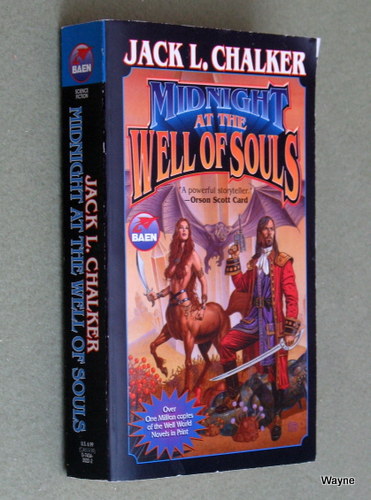 BAEN
SCIENCE
FICTION
JACK L. CHALKER
MIDNIGHT AT THE WELL OF SOULS
JACK L. CHALKER
MIDNIGHT
AT THE
WELL OF SOULS
"A powerful storyteller."
—Orson Scott Card
BAEN
Over
One Million copies
of the Well World
Novels in Print
Wayne